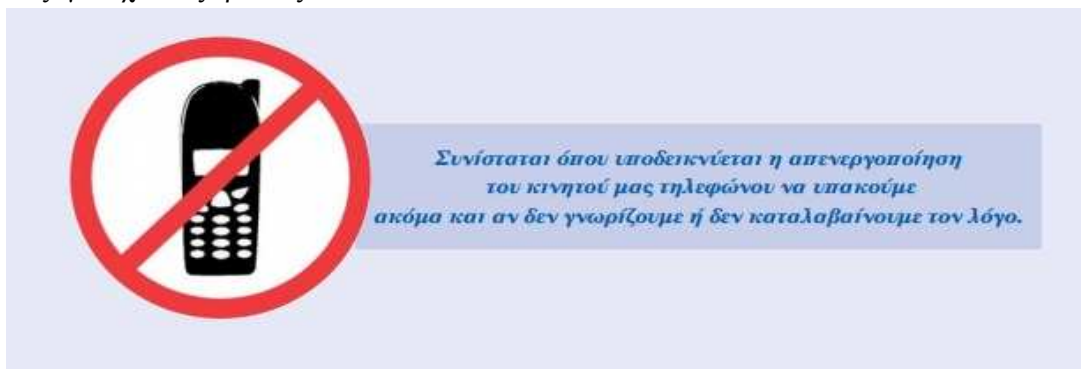 Συνίσταται όπου υποδεικνύεται η απενεργοποίηση
του κινητού μας τηλεφώνου να υπακούμε
ακόμα και αν δεν γνωρίζουμε ή δεν καταλαβαίνουμε τον λόγο.